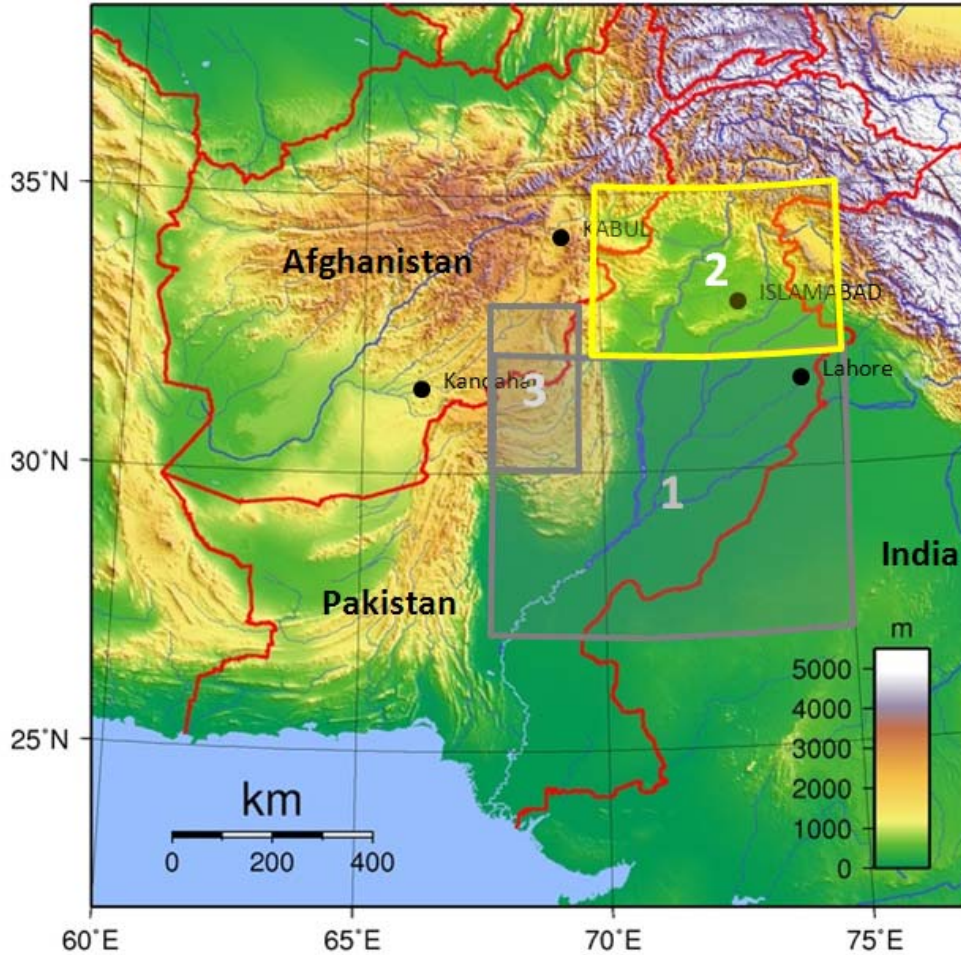 35°N
KABUL
Afghanistan
2
ISLAMABAD
Kandahar
3
Lahore
30°N
1
India
Pakistan
m
5000
4000
25°N
3000
km
2000
1000
0 200 400
0
60°E 65°E 70°E 75°E